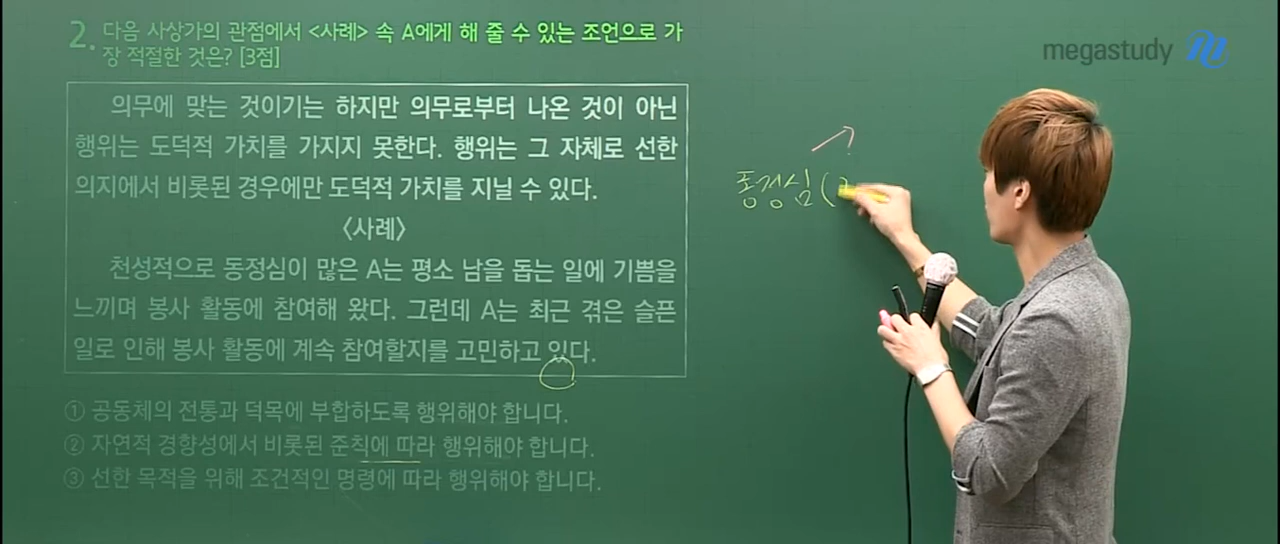 2. 다음 사상가의 관점에서 <사례> 속 A에게 해 줄 수 있는 조언으로 가
장 적절한 것은? [3점]
megastudy
의무에 맞는 것이기는 하지만 의무로부터 나온 것이 아닌
행위는 도덕적 가치를 가지지 못한다. 행위는 그 자체로 선한
의지에서 비롯된 경우에만 도덕적 가치를 지닐 수 있다.
<사례>
천성적으로 동정심이 많은 A는 평소 남을 돕는 일에 기쁨을
느끼며 봉사 활동에 참여해 왔다. 그런데 A는 최근 겪은 슬픈
일로 인해 봉사 활동에 계속 참여할지를 고민하고 있다.
① 공동체의 전통과 덕목에 부합하도록 행위해야 합니다.
② 자연적 경향성에서 비롯된 준칙에 따라 행위해야 합니다.
③ 선한 목적을 위해 조건적인 명령에 따라 행위해야 합니다.
동정심(